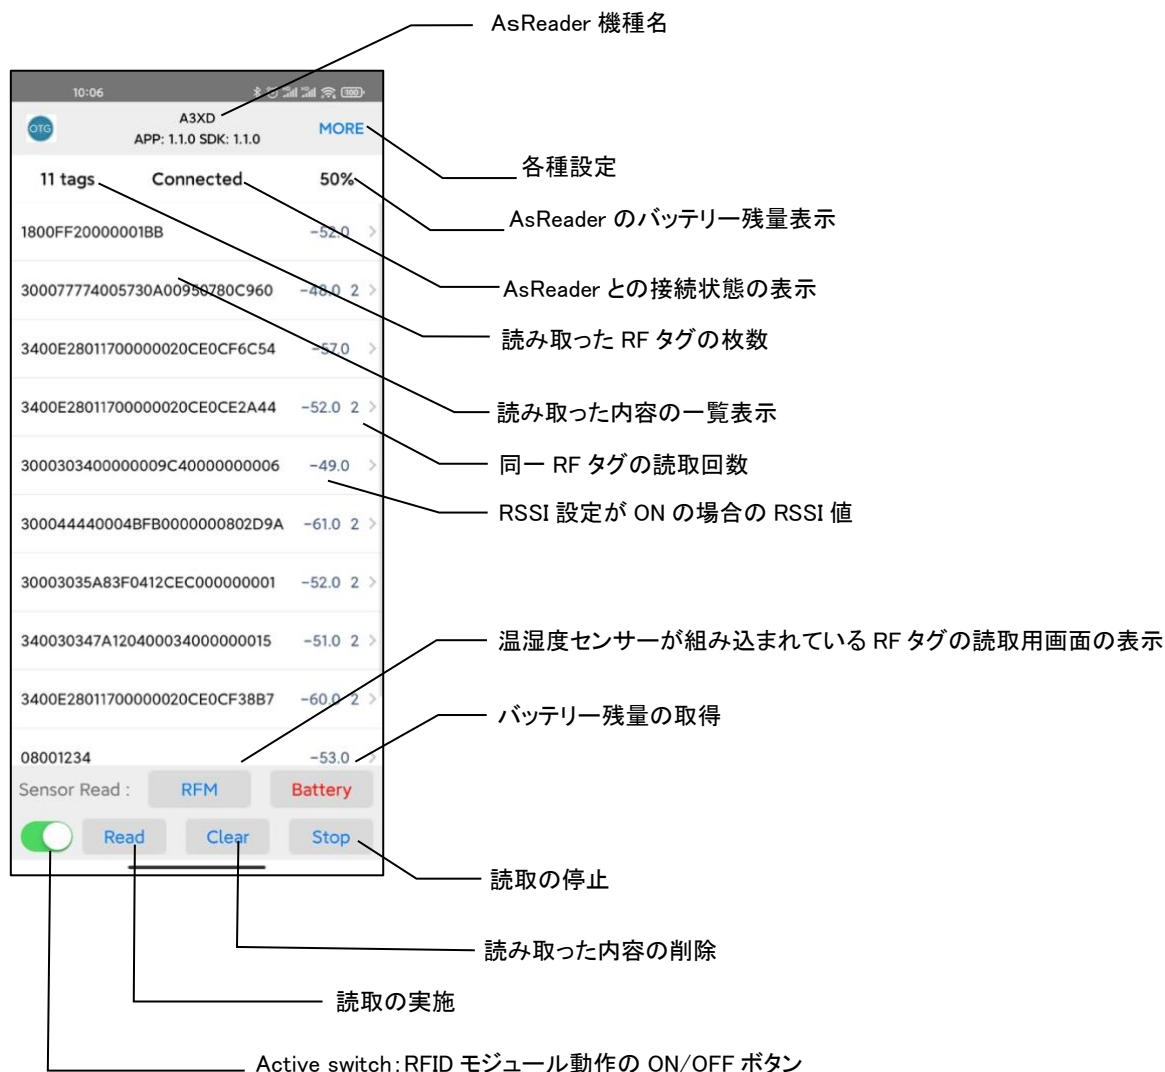 AsReader 機種名
10:06
100
OTG
A3XD
APP: 1.1.0 SDK: 1.1.0
MORE
各種設定
11 tags Connected 50%
AsReader のバッテリー残量表示
1800FF20000001BB -52.0 >
AsReader との接続状態の表示
300077774005730A00950780C960 -48.0 2 >
読み取った RF タグの枚数
3400E28011700000020CE0CF6C54 -57.0 >
3400E28011700000020CE0CE2A44 -52.0 2 >
読み取った内容の一覧表示
同一 RF タグの読取回数
3000303400000009C40000000006 -49.0 >
RSSI 設定が ON の場合の RSSI 値
300044440004BFB0000000802D9A -61.0 2 >
30003035A83F0412CEC000000001 -52.0 2 >
340030347A120400034000000015 -51.0 2 >
温湿度センサーが組み込まれている RF タグの読取用画面の表示
3400E28011700000020CE0CF38B7 -60.0 2 >
バッテリー残量の取得
08001234 -53.0 >
Sensor Read : RFM Battery
Read Clear Stop
読取の停止
読み取った内容の削除
読取の実施
Active switch：RFID モジュール動作の ON/OFF ボタン